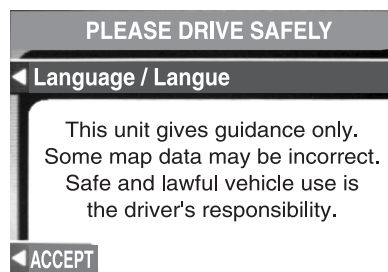 PLEASE DRIVE SAFELY
Language / Langue
This unit gives guidance only.
Some map data may be incorrect.
Safe and lawful vehicle use is
the driver's responsibility.
ACCEPT